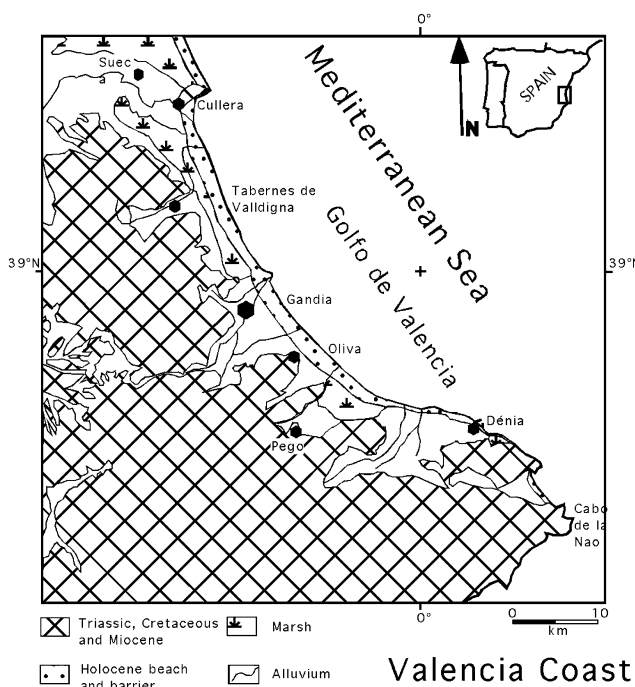 0°
Suec
a
Cullera
Mediterranean Sea
SPAIN
N
Tabernes de
Valldigna
Golfo de Valencia
39°N
39°N
Gandia
Oliva
Dénia
Pego
Cabo
de la
Nao
0°
0 10
km
Triassic, Cretaceous
and Miocene
Marsh
Holocene beach
and barrier
Alluvium
Valencia Coast